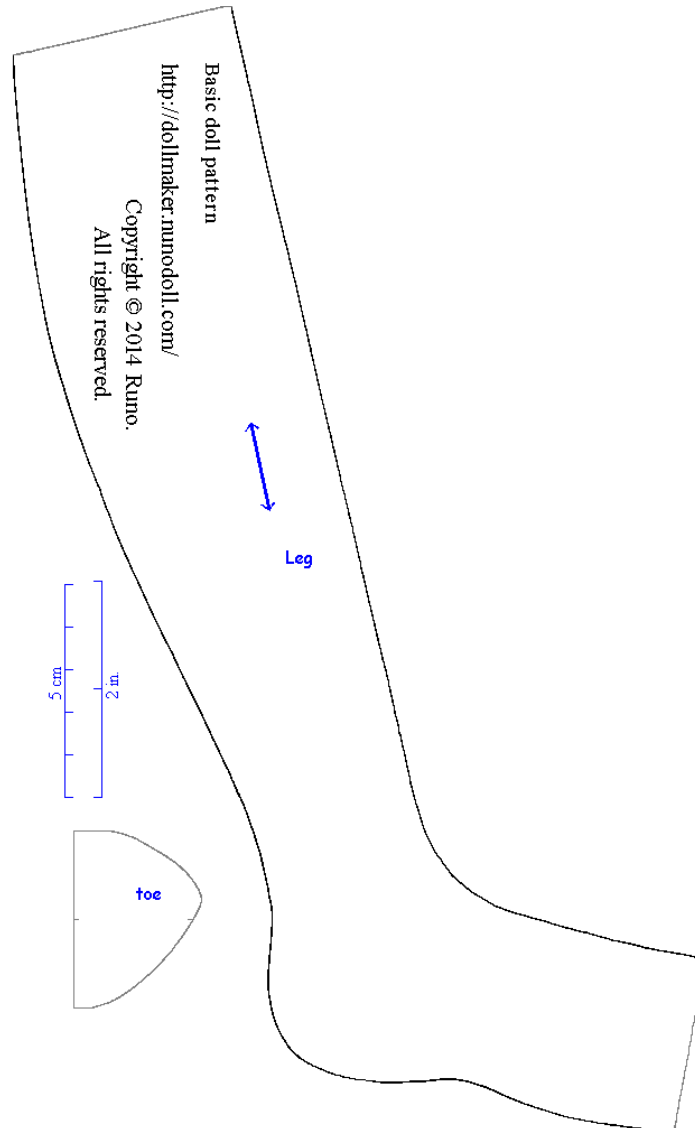 Basic doll pattern
http://dollmaker.nunodoll.com/
Copyright © 2014 Runo.
All rights reserved.
Leg
2 in.
5 cm
toe